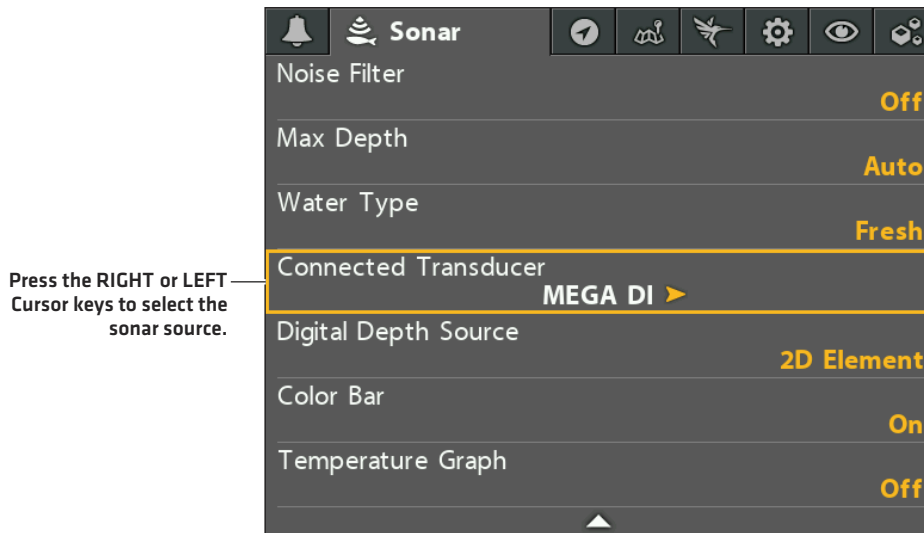 Sonar
Noise Filter
Off
Max Depth
Auto
Water Type
Fresh
Press the RIGHT or LEFT
Cursor keys to select the
sonar source.
Connected Transducer
MEGA DI
Digital Depth Source
2D Element
Color Bar
On
Temperature Graph
Off